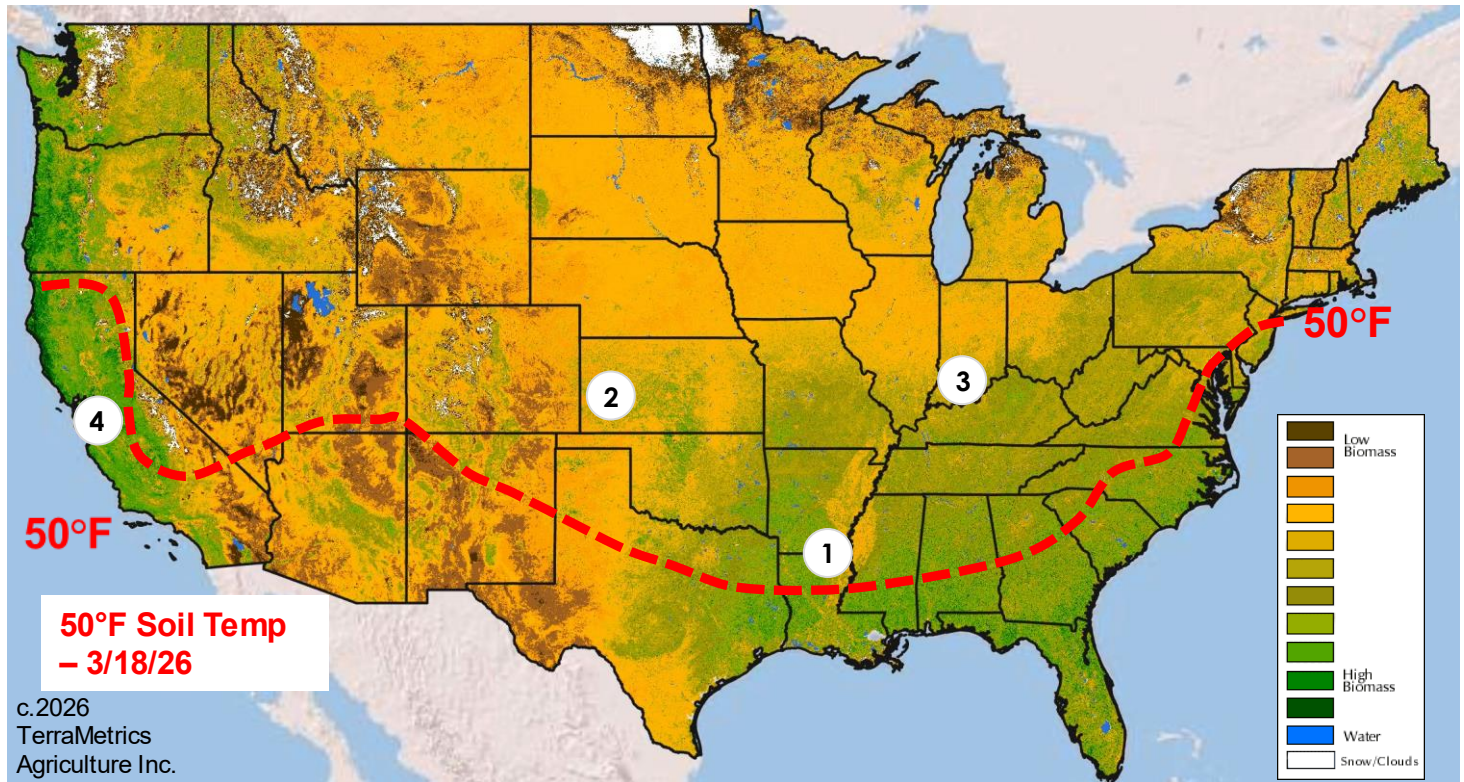 2
3
4
50°F
1
50°F
50°F Soil Temp
– 3/18/26
c.2026
TerraMetrics
Agriculture Inc.
Low
Biomass
High
Biomass
Water
Snow/Clouds